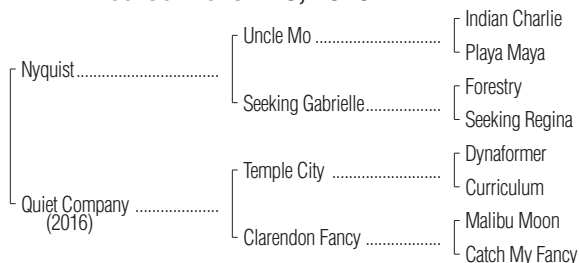 Indian Charlie
Uncle Mo
Playa Maya
Nyquist
Forestry
Seeking Gabrielle
Seeking Regina
Dynaformer
Temple City
Curriculum
Quiet Company
(2016)
Malibu Moon
Clarendon Fancy
Catch My Fancy